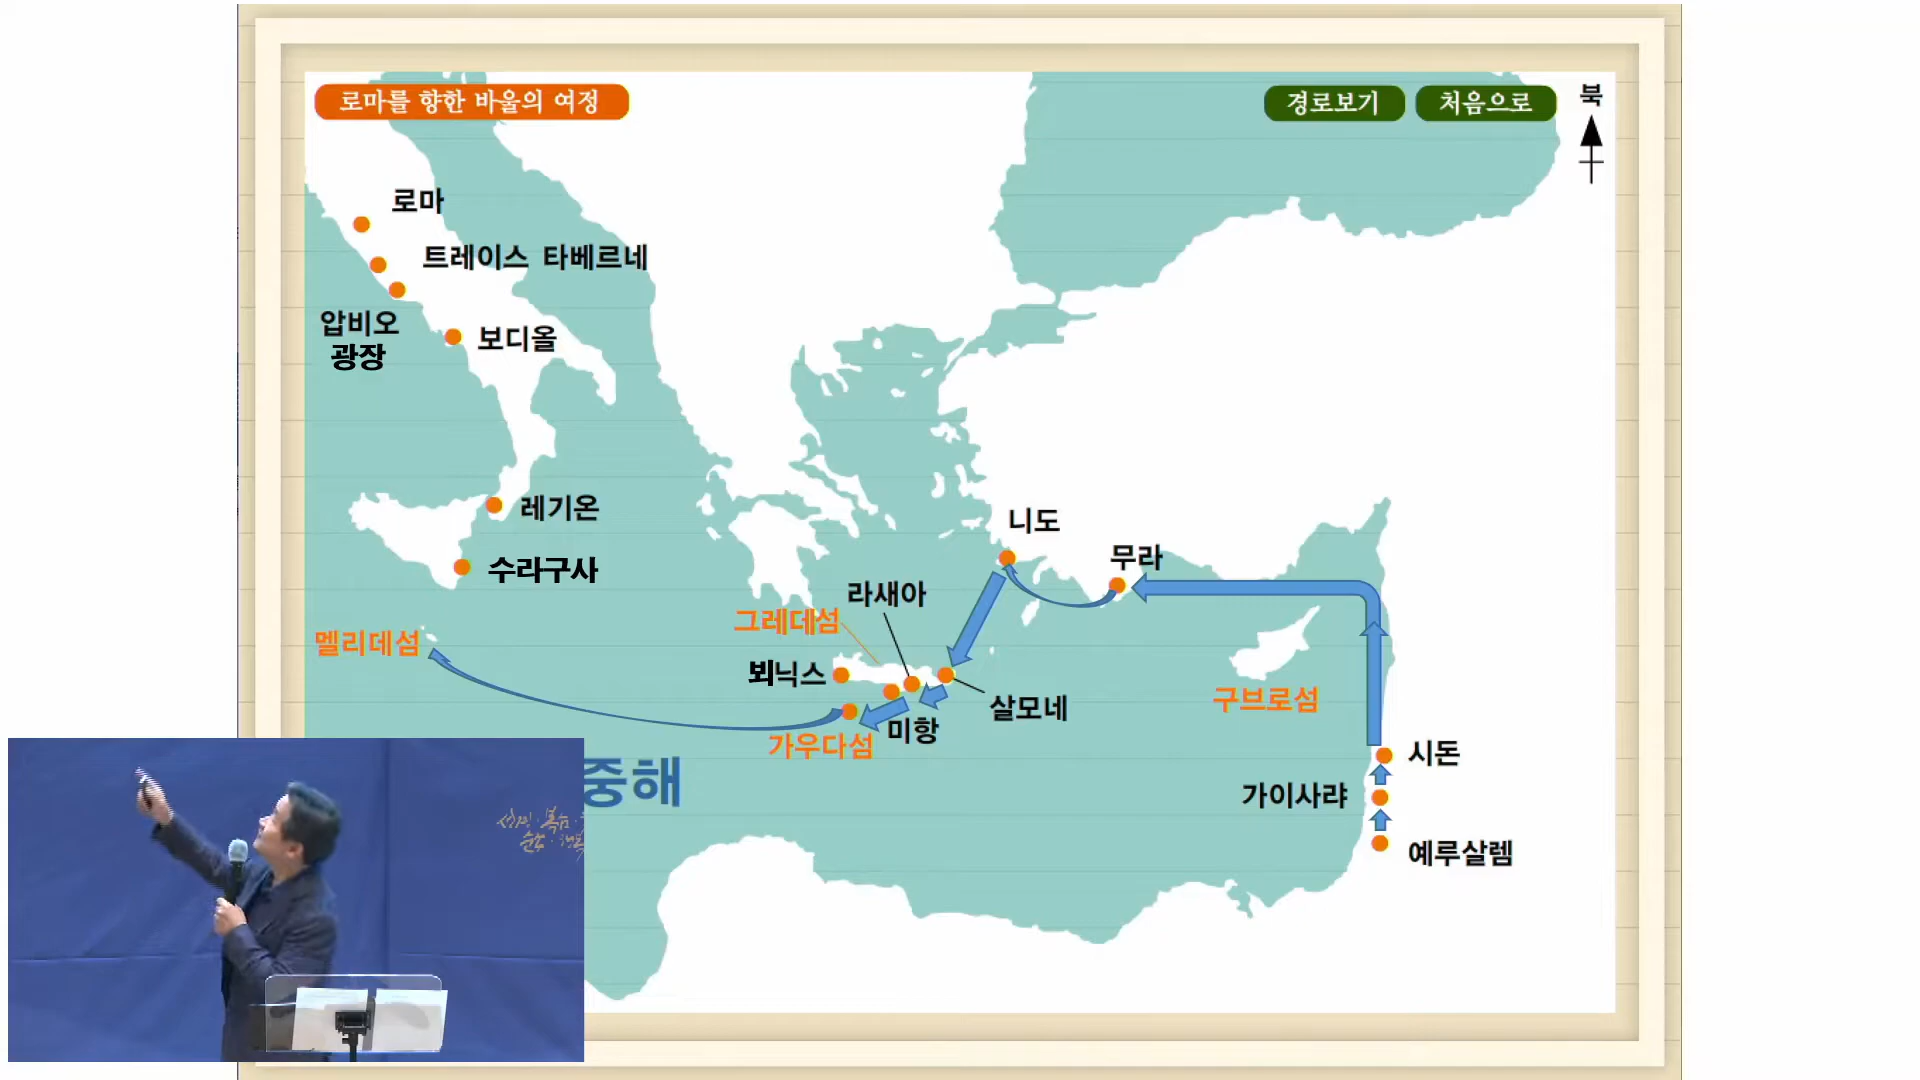 로마를 향한 바울의 여정
경로보기
처음으로
북
로마
트레이스 타베르네
압비오
광장
보디올
레기온
수라구사
니도
무라
라새아
그레데섬
멜리데섬
뵈닉스
살모네
구브로섬
미항
가우다섬
시돈
중해
가이사랴
예루살렘